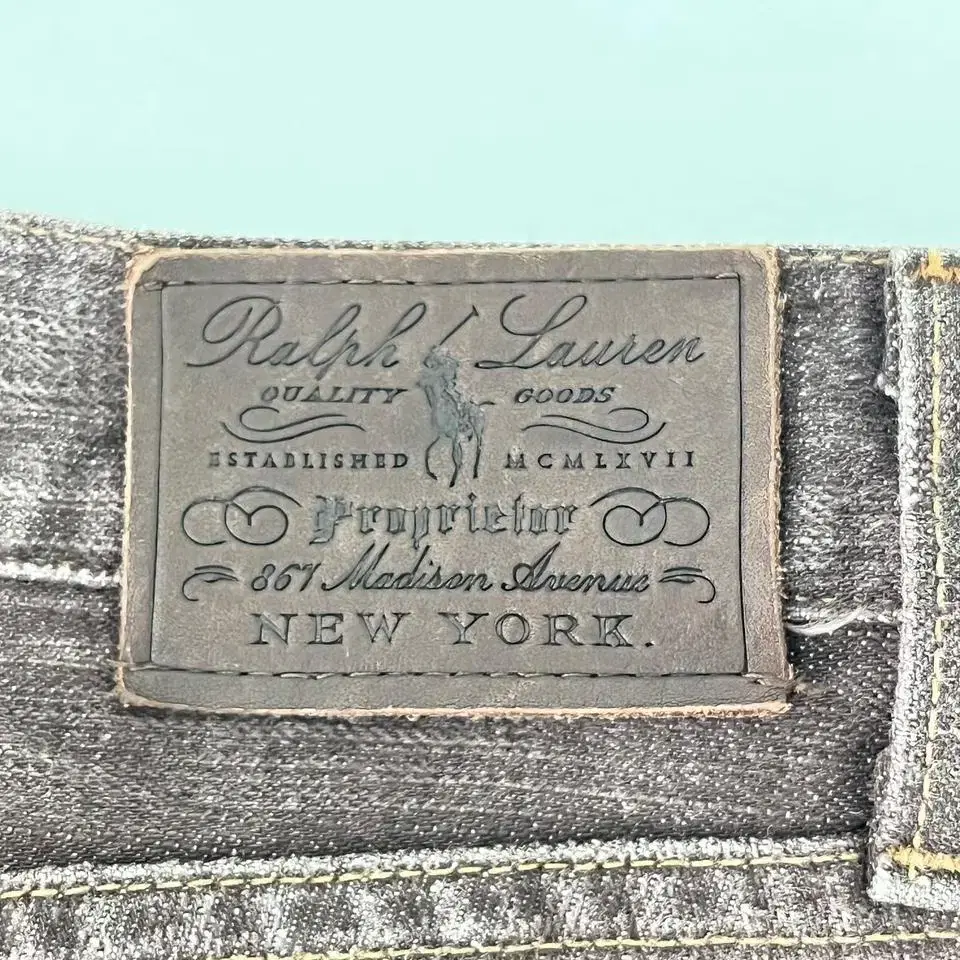 Ralph Lauren
QUALITY GOODS
ESTABLISHED MCMLXVII
Proprietor
867 Madison Avenue
NEW YORK.